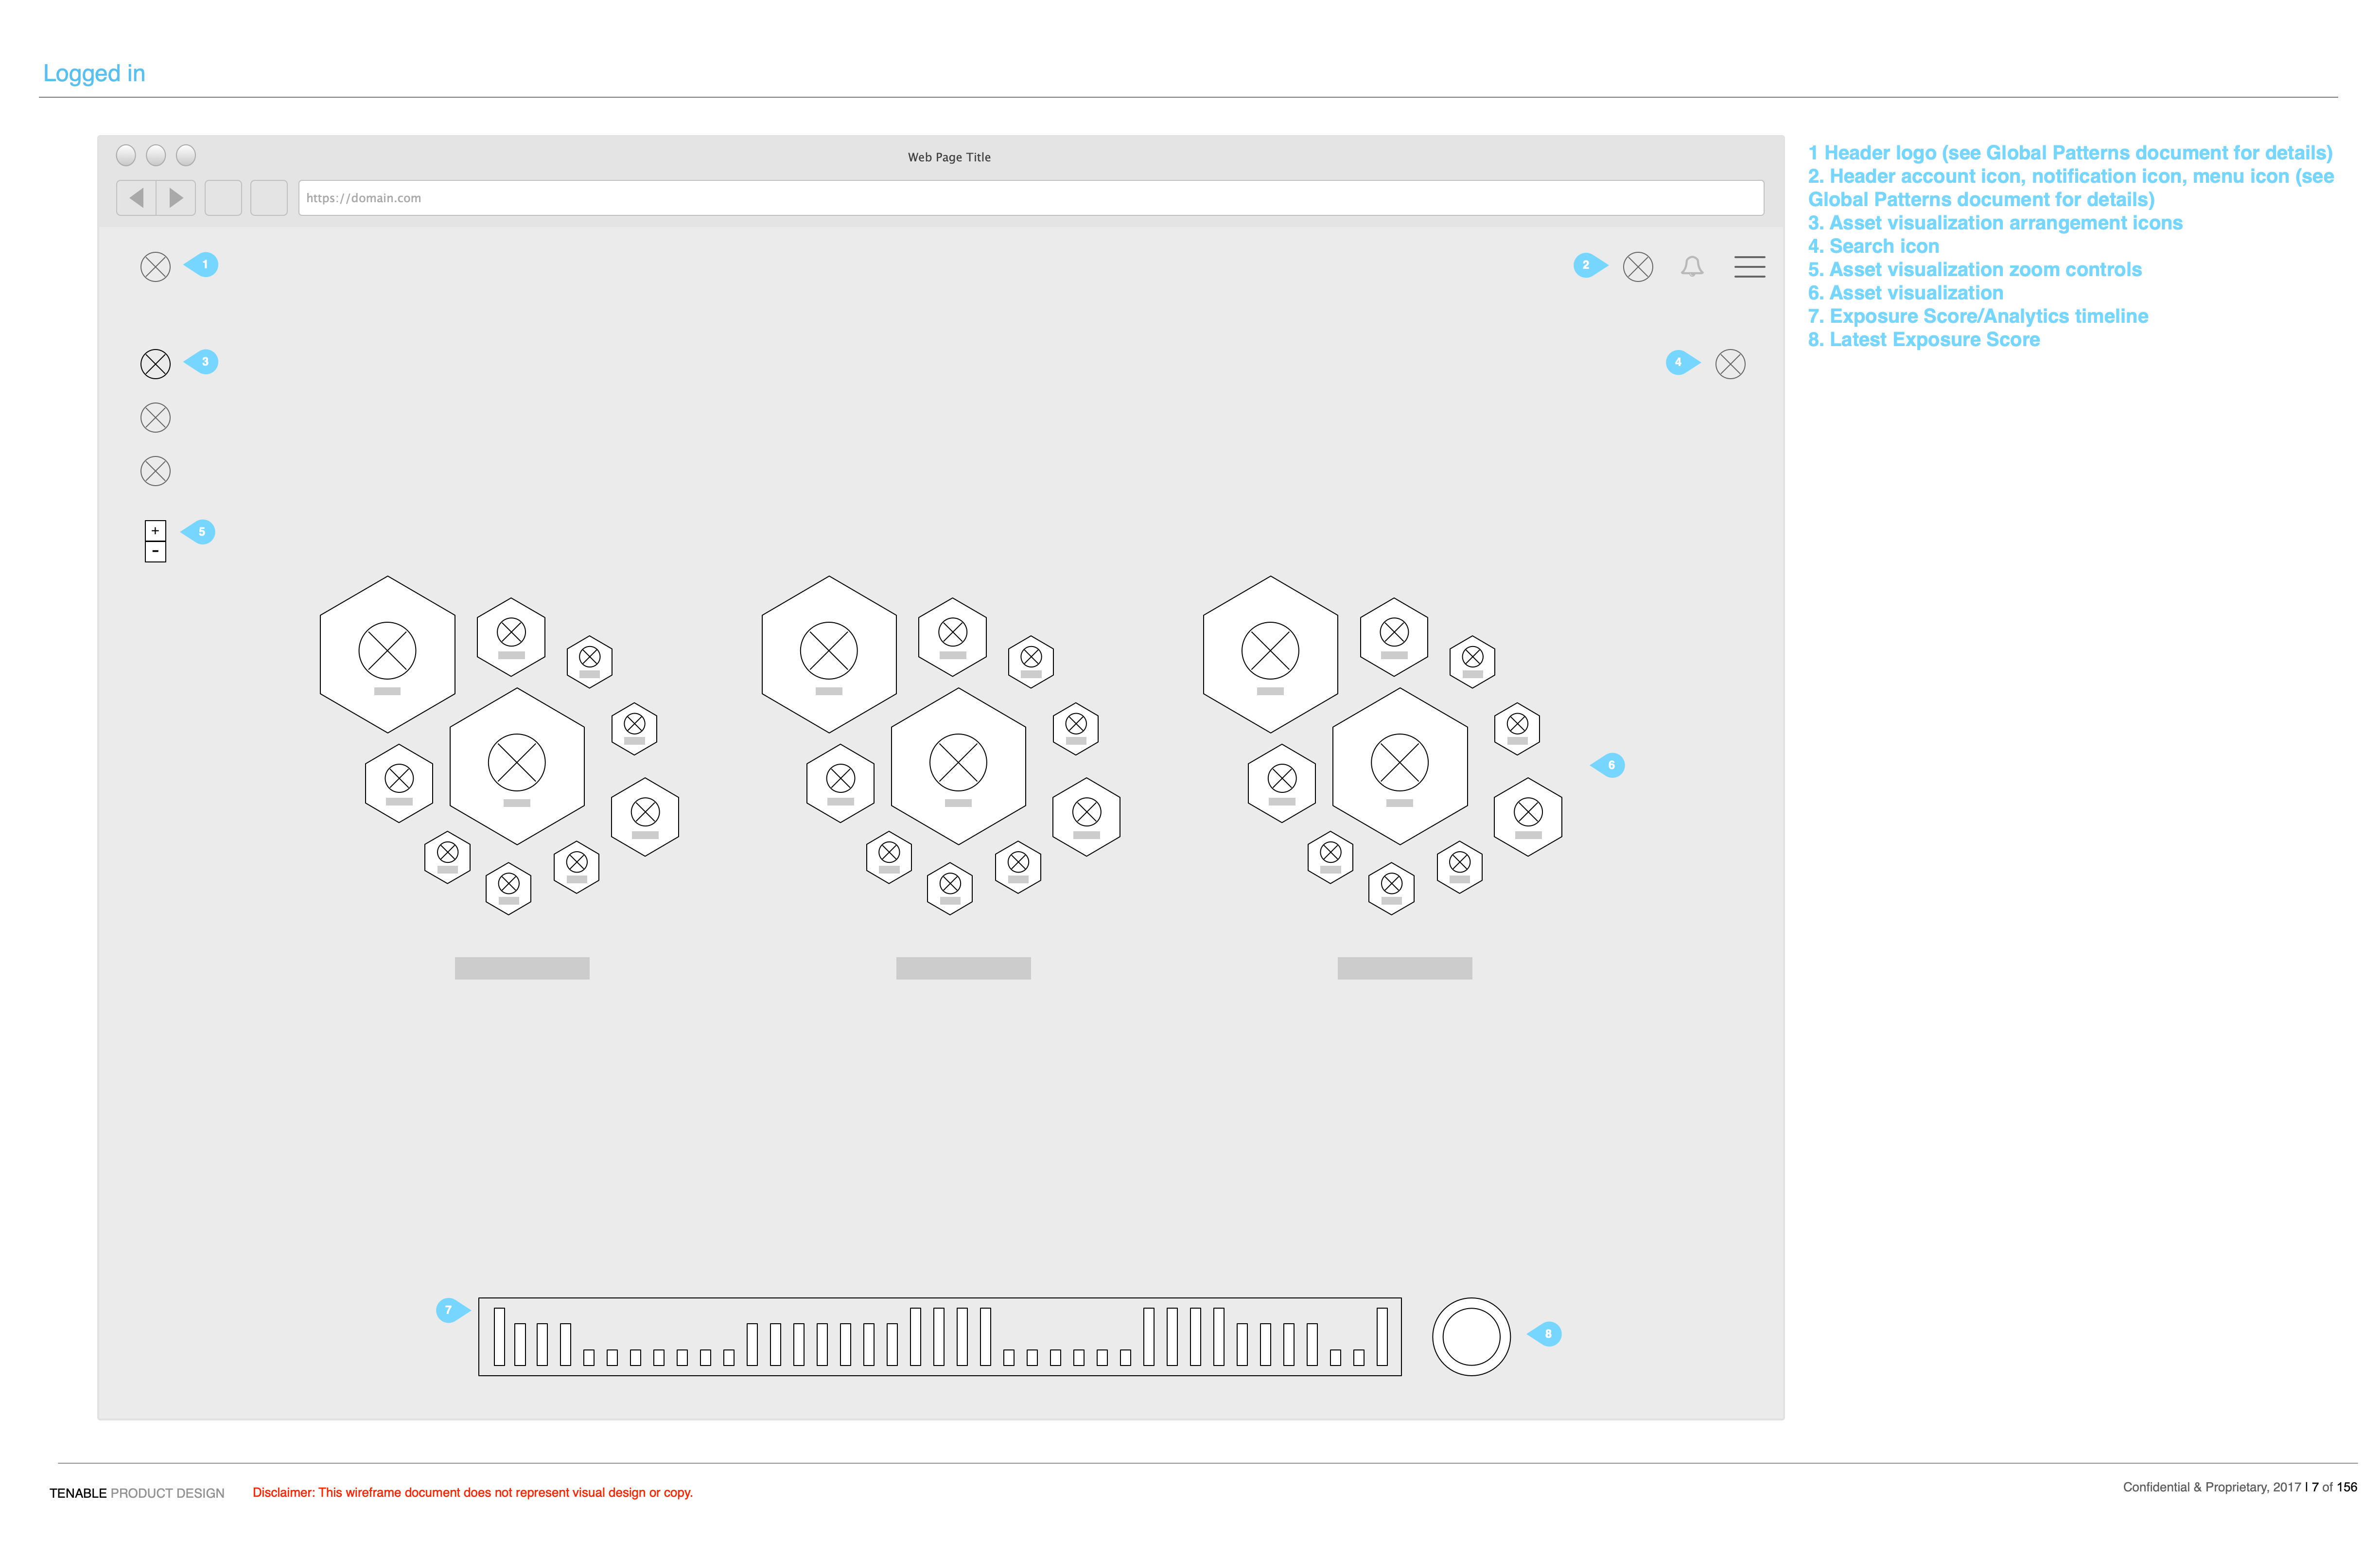 Logged in
Web Page Title
https://domain.com
1 Header logo (see Global Patterns document for details)
2. Header account icon, notification icon, menu icon (see
Global Patterns document for details)
3. Asset visualization arrangement icons
4. Search icon
5. Asset visualization zoom controls
6. Asset visualization
7. Exposure Score/Analytics timeline
8. Latest Exposure Score
1
2
3
4
+
-
5
6
7
8
TENABLE PRODUCT DESIGN
Disclaimer: This wireframe document does not represent visual design or copy.
Confidential & Proprietary, 2017 | 7 of 156